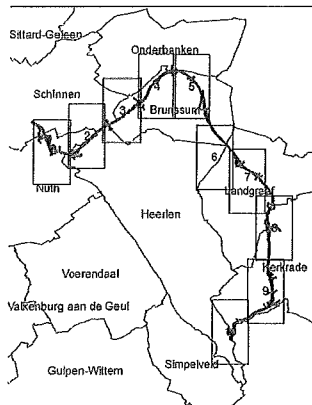 Sittard-Geleen
Onderbanken
Schinnen
4
5
3
Brunssum
2
6
Nuth
7
Landgraaf
Heerlen
8
Voerendaal
Kerkrade
9
Valkenburg aan de Geul
Simpelveld
Gulpen-Wittem